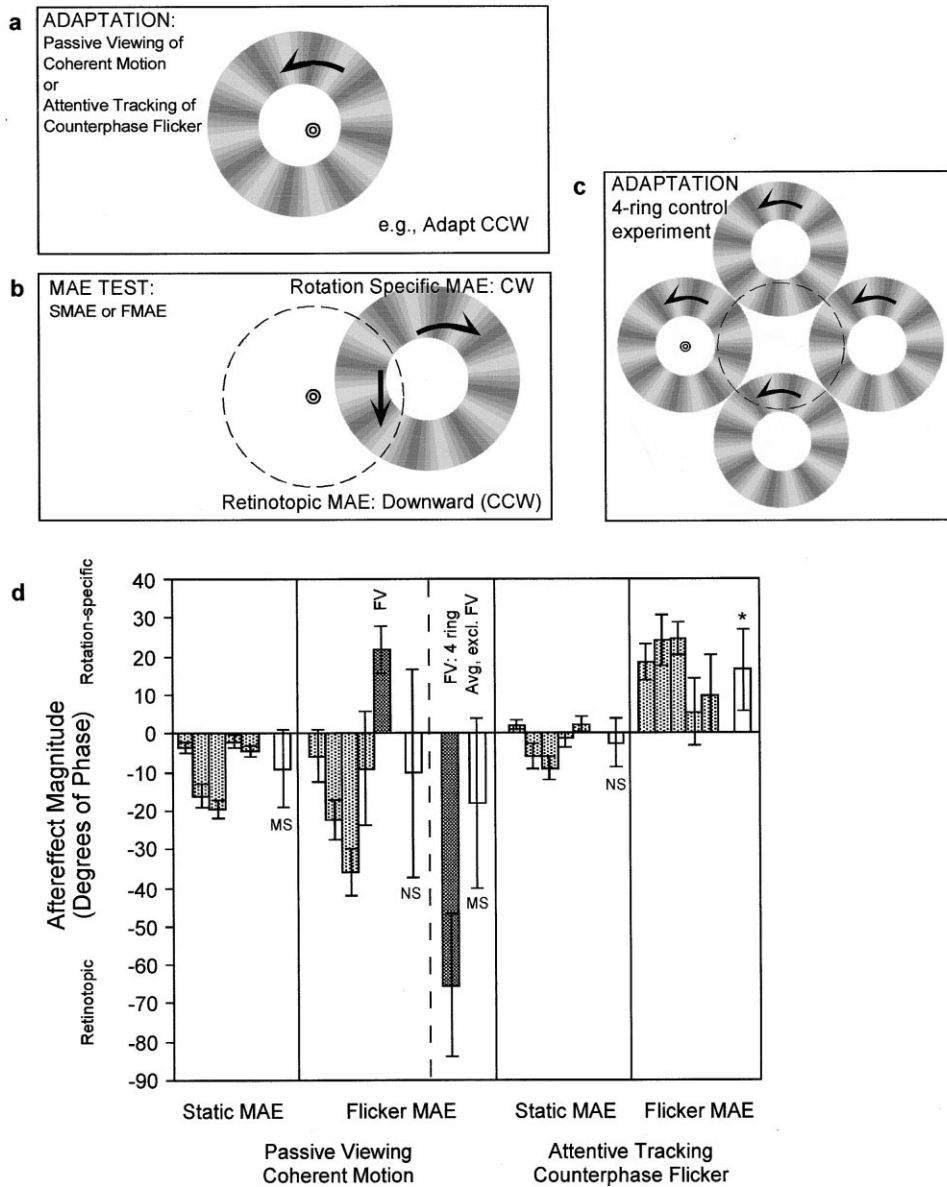 a
ADAPTATION:
Passive Viewing of
Coherent Motion
or
Attentive Tracking of
Counterphase Flicker
e.g., Adapt CCW
b
MAE TEST:
SMAE or FMAE
Rotation Specific MAE: CW
Retinotopic MAE: Downward (CCW)
c
ADAPTATION
4-ring control
experiment
d
Rotation-specific
Aftereffect Magnitude
(Degrees of Phase)
Retinotopic
40
30
20
10
0
-10
-20
-30
-40
-50
-60
-70
-80
-90
MS
FV
NS
FV: 4 ring
Avg, excl. FV
MS
NS
*
Static MAE
Flicker MAE
Static MAE
Flicker MAE
Passive Viewing
Coherent Motion
Attentive Tracking
Counterphase Flicker